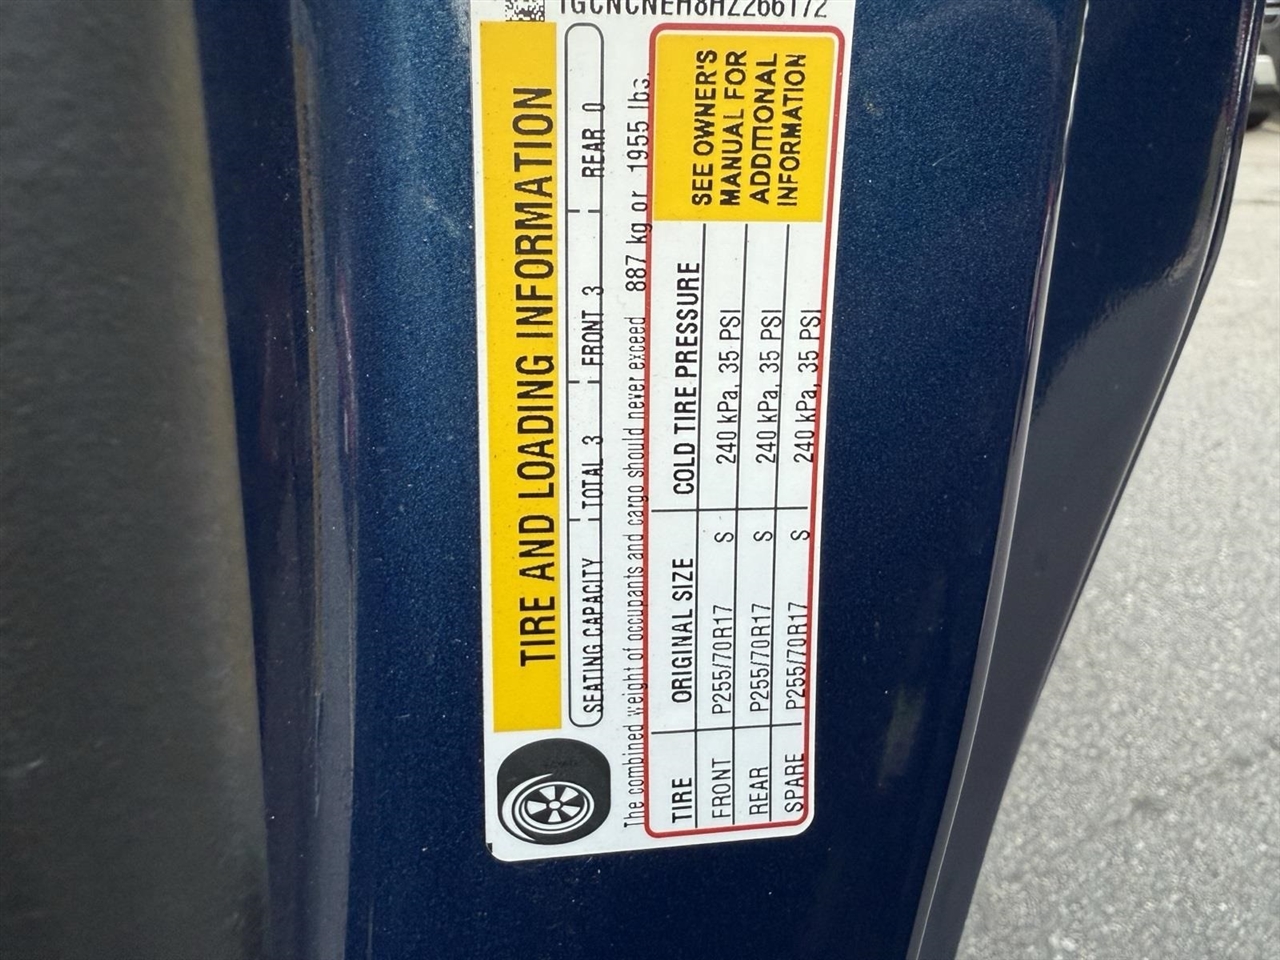 1GCNCNEH8HZ266172
TIRE AND LOADING INFORMATION
SEATING CAPACITY TOTAL 3 FRONT 3 REAR 0
The combined weight of occupants and cargo should never exceed 887 kg or 1955 lbs.
TIRE ORIGINAL SIZE COLD TIRE PRESSURE
FRONT P255/70R17 S 240 kPa, 35 PSI
REAR P255/70R17 S 240 kPa, 35 PSI
SPARE P255/70R17 S 240 kPa, 35 PSI
SEE OWNER'S
MANUAL FOR
ADDITIONAL
INFORMATION